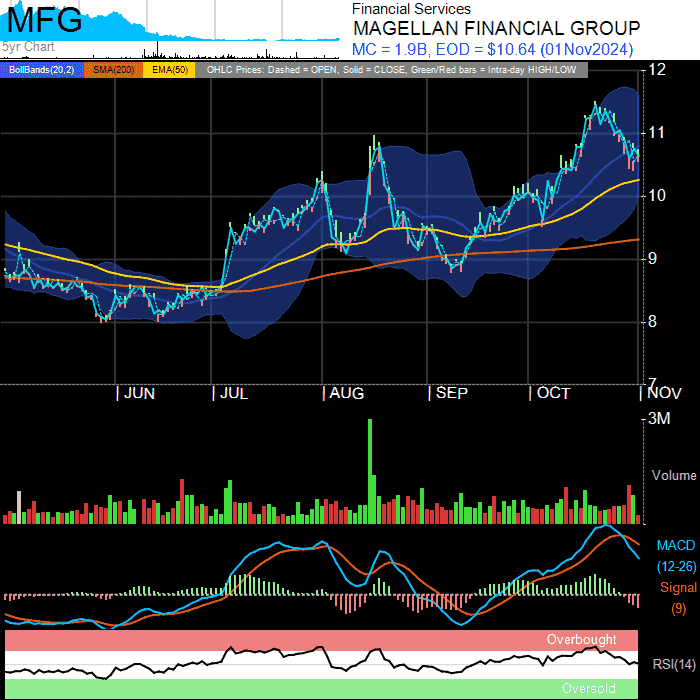 MFG
5yr Chart
Financial Services
MAGELLAN FINANCIAL GROUP
MC = 1.9B, EOD = $10.64 (01Nov2024)
BollBands(20,2) SMA(200) EMA(50) OHLC Prices: Dashed = OPEN, Solid = CLOSE, Green/Red bars = Intra-day HIGH/LOW
12
11
10
9
8
7
JUN JUL AUG SEP OCT NOV
3M
Volume
MACD
(12-26)
Signal
(9)
Overbought
RSI(14)
Oversold